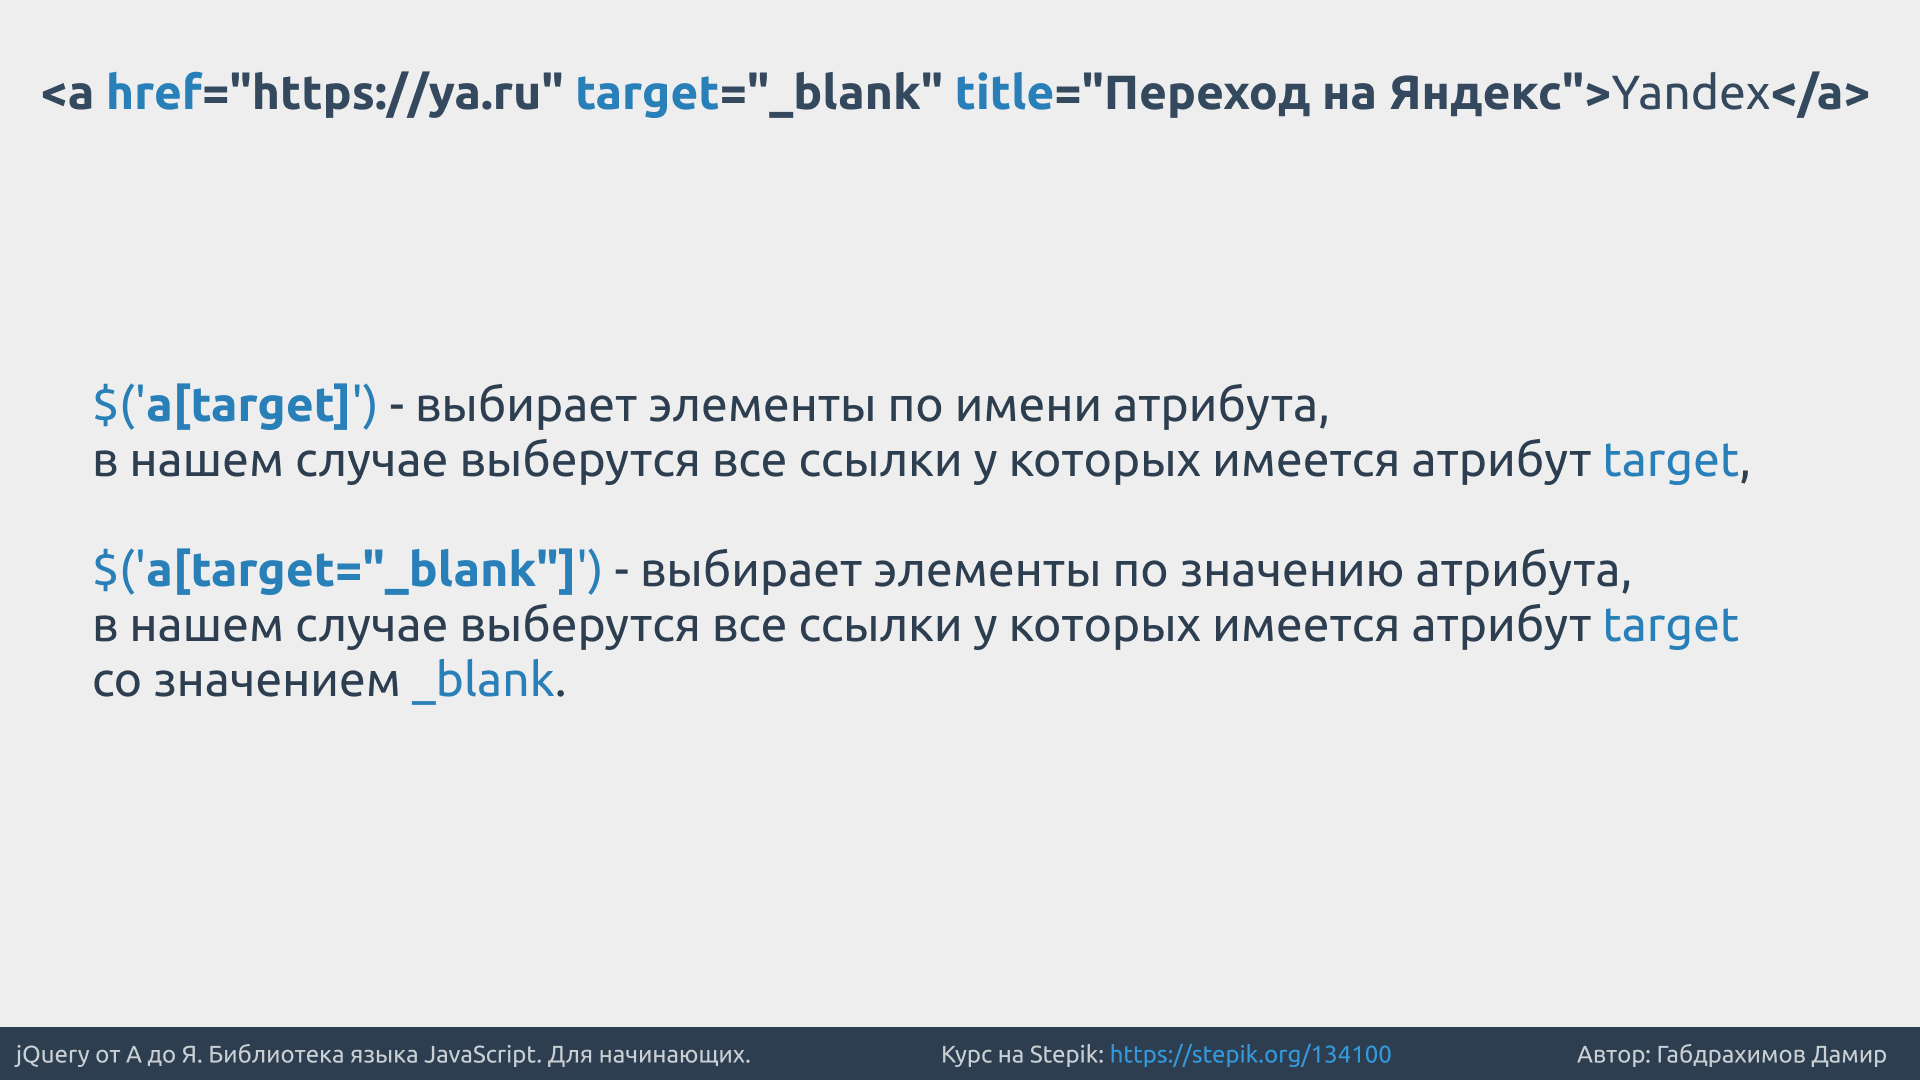 <a href="https://ya.ru" target="_blank" title="Переход на Яндекс">Yandex</a>
$('a[target]') - выбирает элементы по имени атрибута,
в нашем случае выберутся все ссылки у которых имеется атрибут target,
$('a[target="_blank"]') - выбирает элементы по значению атрибута,
в нашем случае выберутся все ссылки у которых имеется атрибут target
со значением _blank.
jQuery от А до Я. Библиотека языка JavaScript. Для начинающих. Курс на Stepik: https://stepik.org/134100 Автор: Габдрахимов Дамир